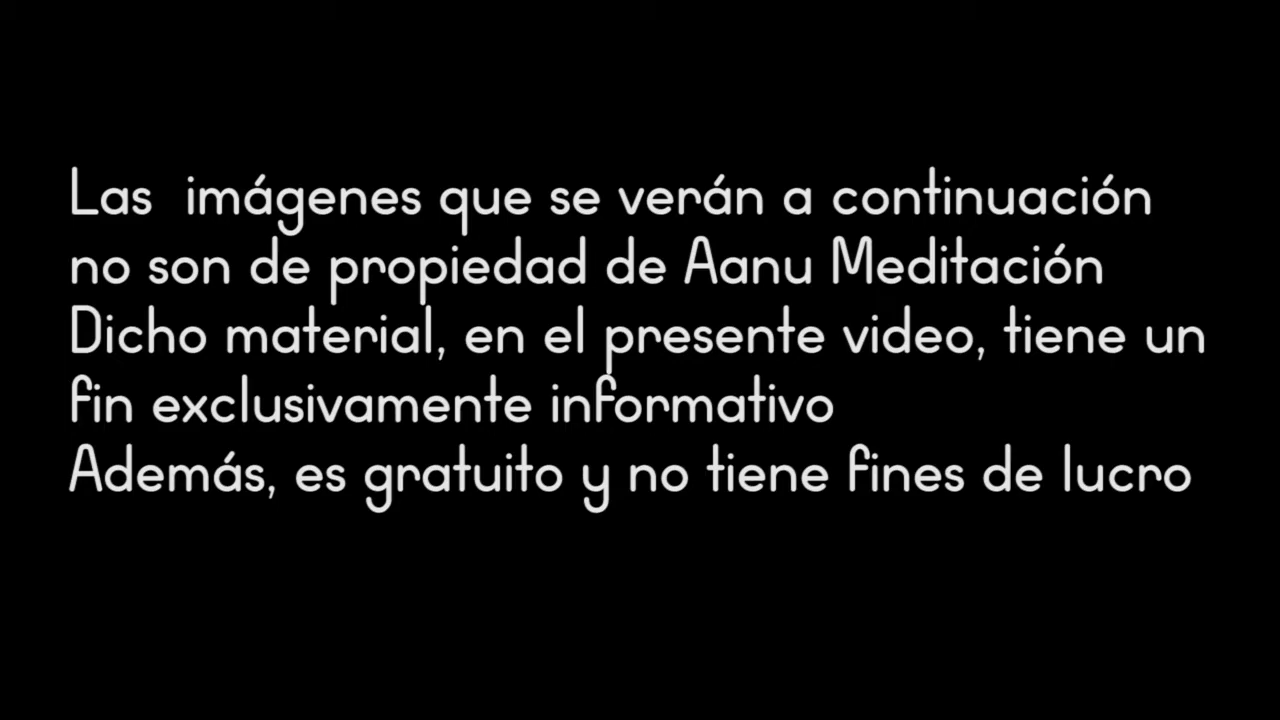 Las  imágenes que se verán a continuación
no son de propiedad de Aanu Meditación
Dicho material, en el presente video, tiene un
fin exclusivamente informativo
Además, es gratuito y no tiene fines de lucro